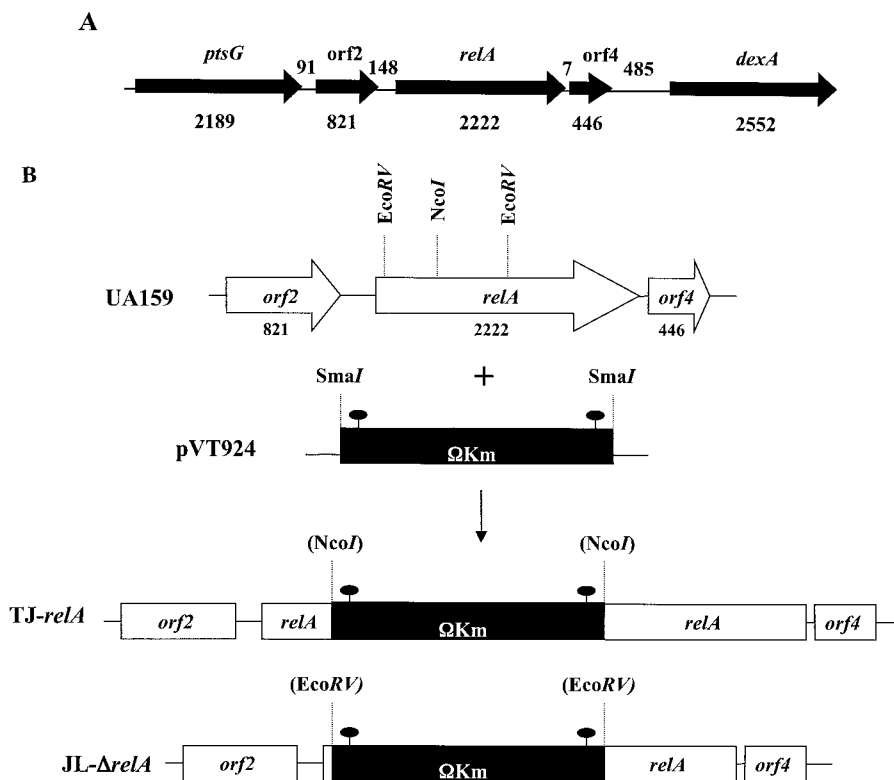 A
ptsG 91 orf2 148 relA 7 orf4 485 dexA
2189 821 2222 446 2552
B
EcoRV NcoI EcoRV
UA159 orf2 relA orf4
821 2222 446
SmaI + SmaI
pVT924 ΩKm
(NcoI) (NcoI)
TJ-relA orf2 relA ΩKm relA orf4
(EcoRV) (EcoRV)
JL-ΔrelA orf2 ΩKm relA orf4